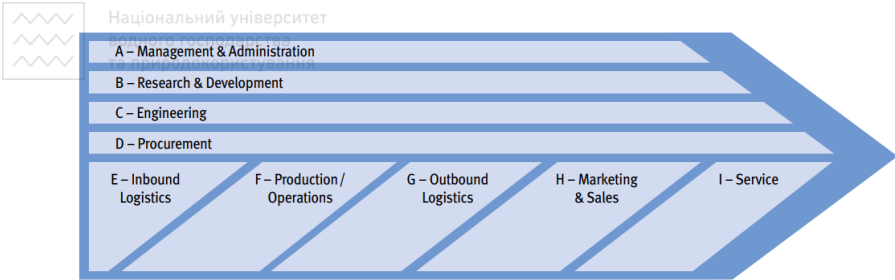 Національний університет
водного господарства
та природокористування
A – Management & Administration
B – Research & Development
C – Engineering
D – Procurement
E – Inbound
Logistics
F – Production /
Operations
G – Outbound
Logistics
H – Marketing
& Sales
I – Service